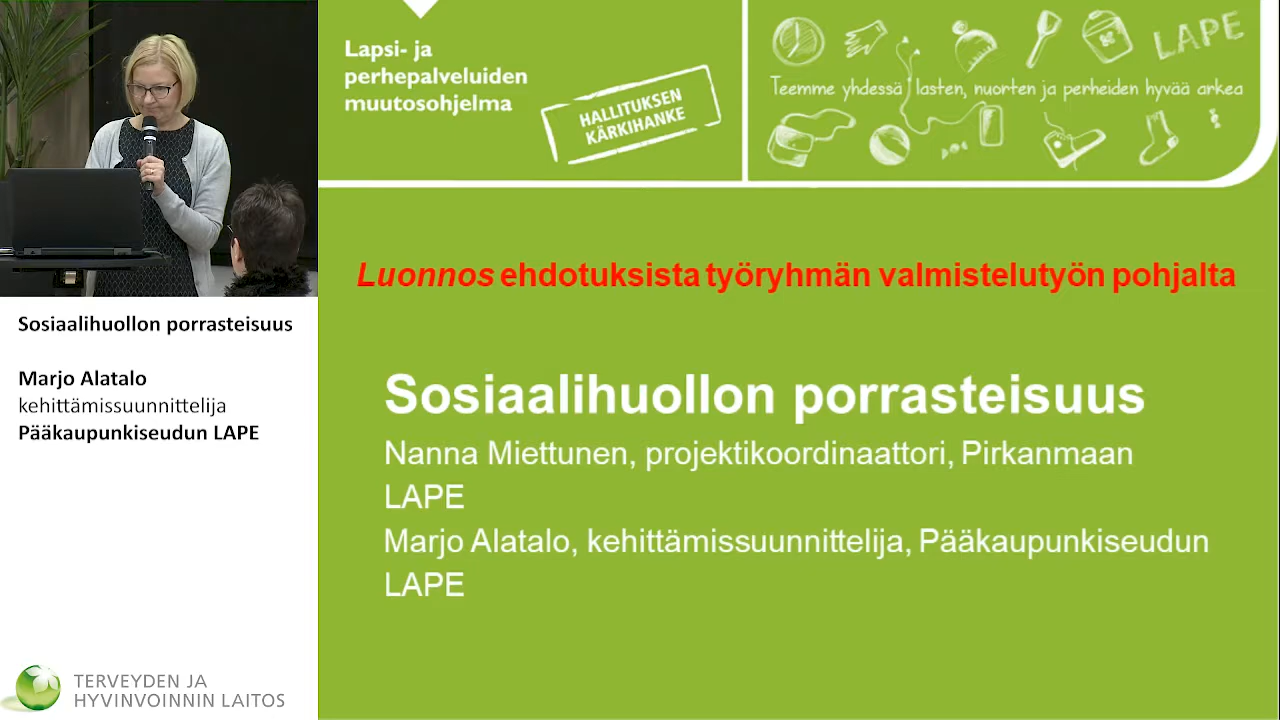 Sosiaalihuollon porrasteisuus
Marjo Alatalo
kehittämissuunnittelija
Pääkaupunkiseudun LAPE
TERVEYDEN JA
HYVINVOINNIN LAITOS
Lapsi- ja
perhepalveluiden
muutosohjelma
HALLITUKSEN
KÄRKIHANKE
LAPE
Teemme yhdessä lasten, nuorten ja perheiden hyvää arkea
Luonnos ehdotuksista työryhmän valmistelutyön pohjalta
Sosiaalihuollon porrasteisuus
Nanna Miettunen, projektikoordinaattori, Pirkanmaan
LAPE
Marjo Alatalo, kehittämissuunnittelija, Pääkaupunkiseudun
LAPE